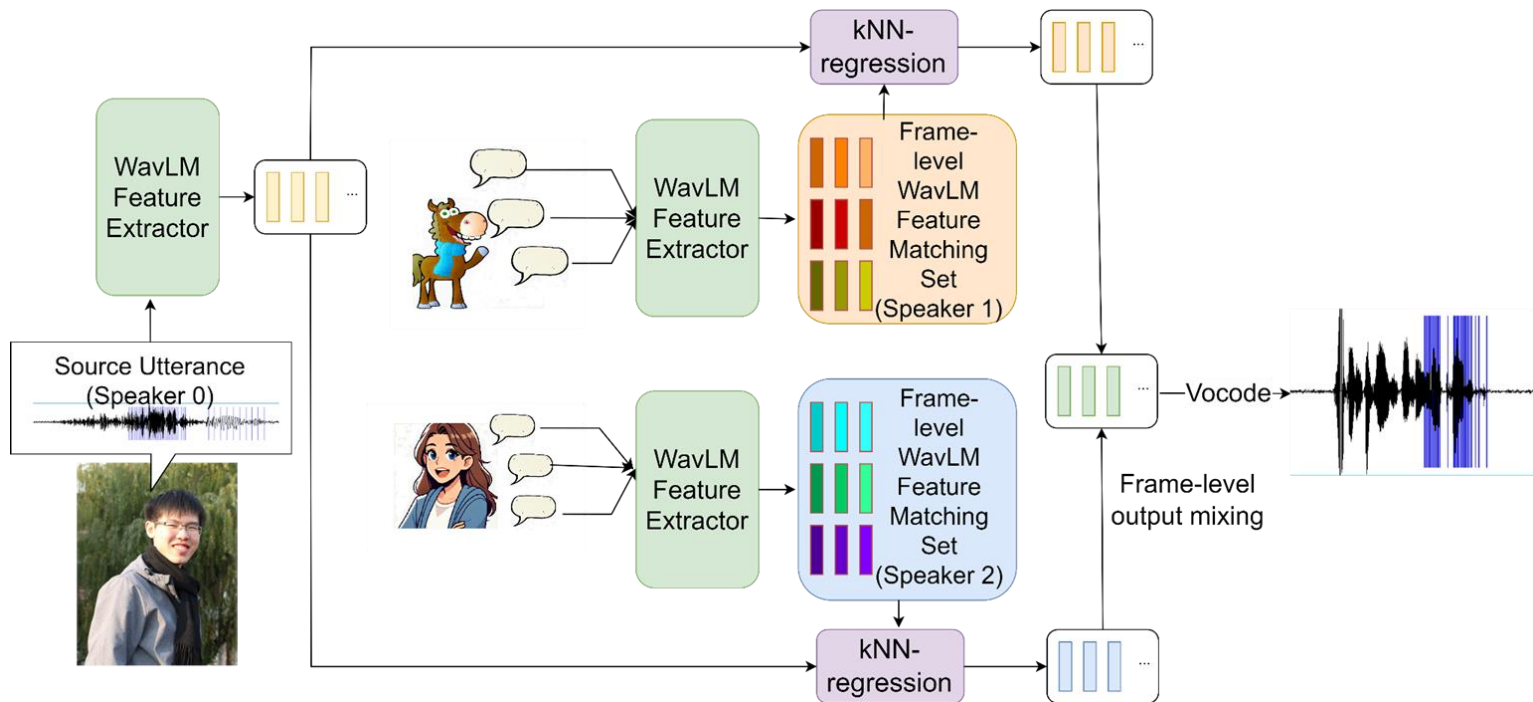 kNN-
regression
...
WavLM
Feature
Extractor
...
WavLM
Feature
Extractor
Frame-
level
WavLM
Feature
Matching
Set
(Speaker 1)
Source Utterance
(Speaker 0)
...
Vocode
WavLM
Feature
Extractor
Frame-
level
WavLM
Feature
Matching
Set
(Speaker 2)
Frame-level
output mixing
kNN-
regression
...